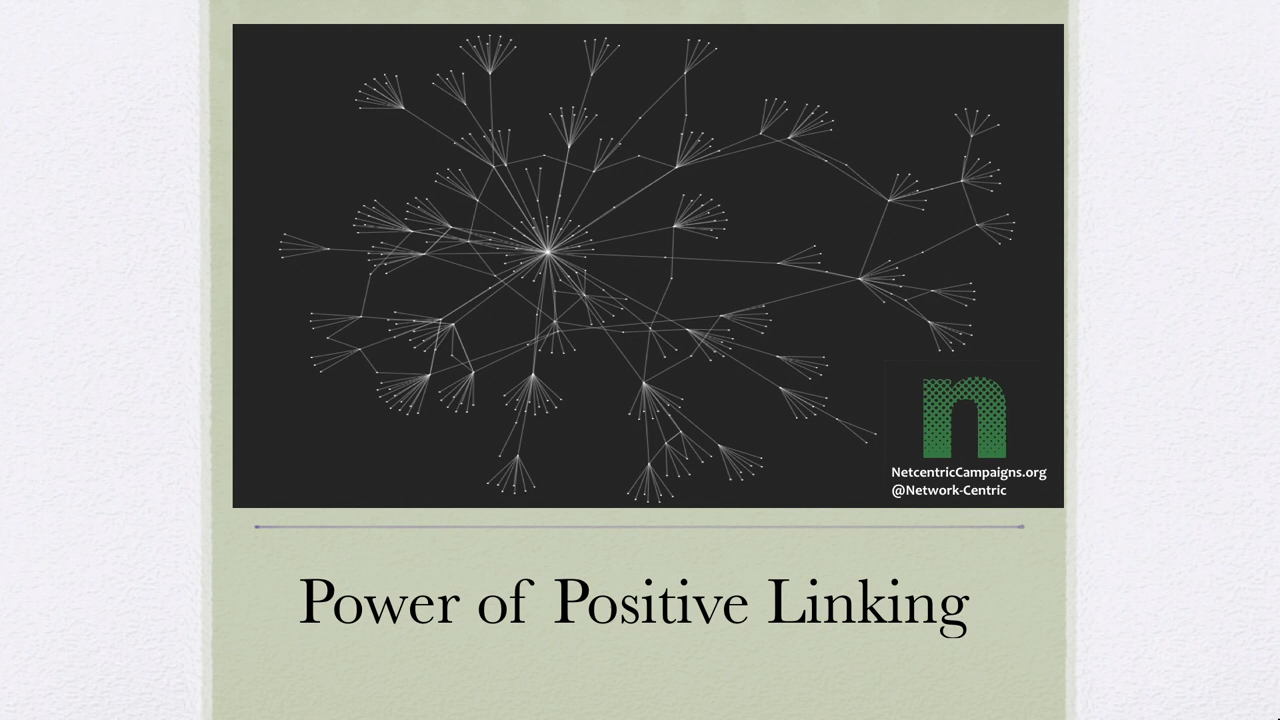 n
NetcentricCampaigns.org
@Network-Centric
Power of Positive Linking